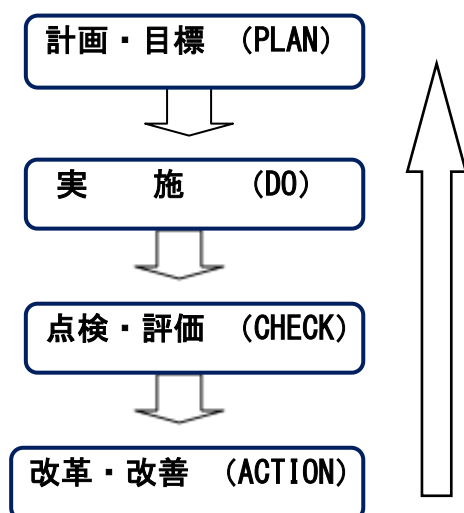 計画・目標　（PLAN）
実　　施　　（DO）
点検・評価　（CHECK）
改革・改善　（ACTION）